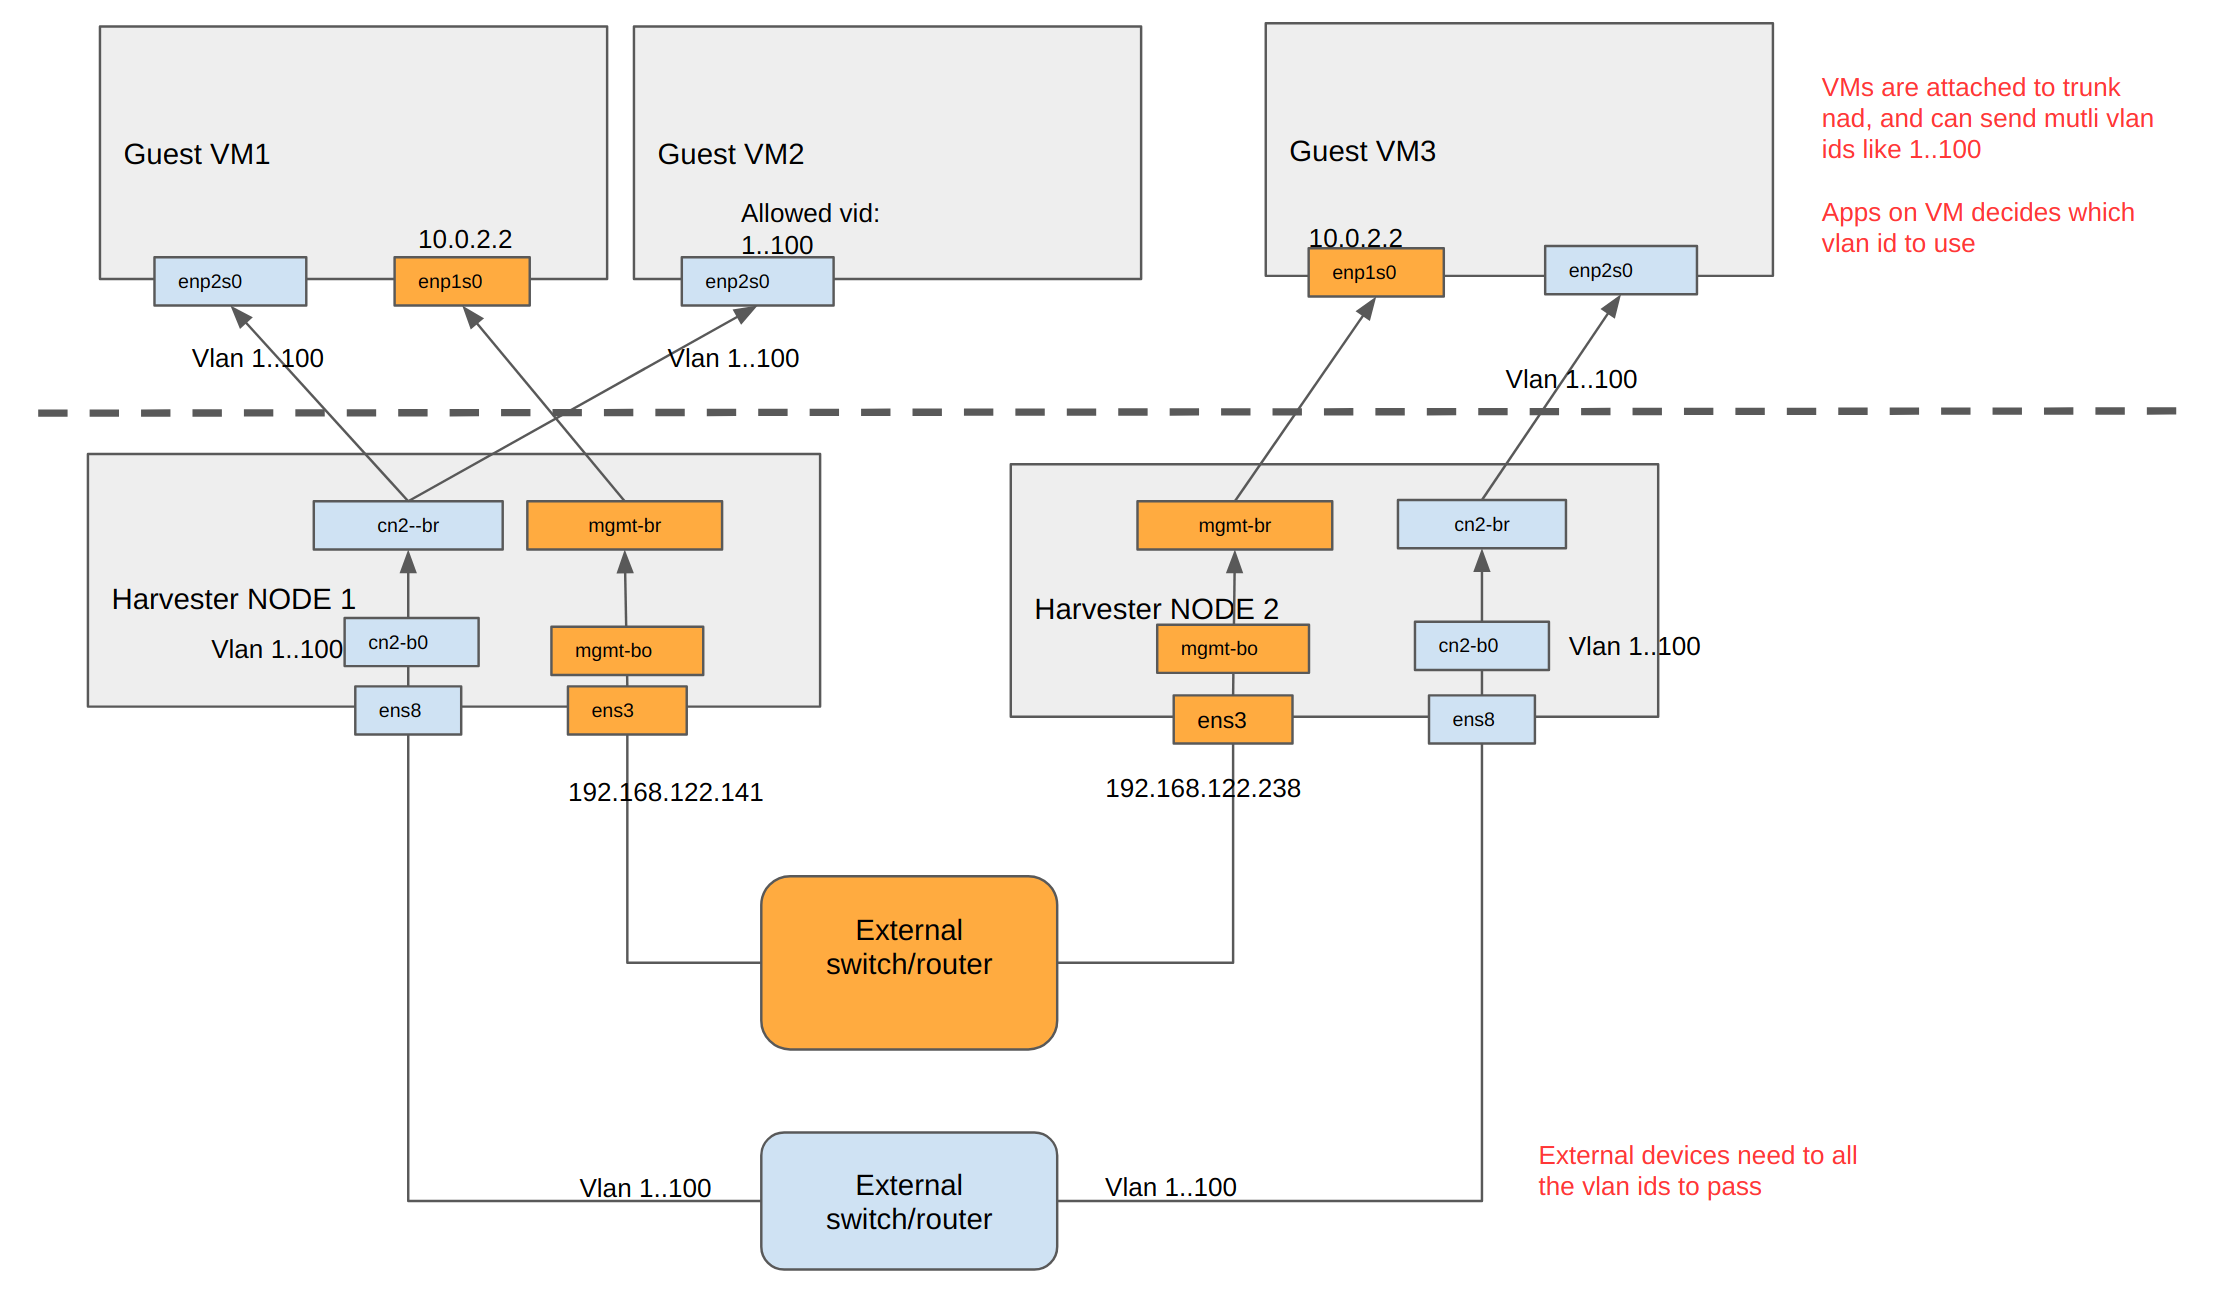 Guest VM1
10.0.2.2
enp2s0
enp1s0
Guest VM2
Allowed vid:
1..100
enp2s0
Guest VM3
10.0.2.2
enp1s0
enp2s0
VMs are attached to trunk
nad, and can send mutli vlan
ids like 1..100
Apps on VM decides which
vlan id to use
Vlan 1..100
Vlan 1..100
Vlan 1..100
cn2--br
mgmt-br
Harvester NODE 1
Vlan 1..100
cn2-b0
mgmt-bo
ens8
ens3
192.168.122.141
mgmt-br
cn2-br
Harvester NODE 2
mgmt-bo
cn2-b0
Vlan 1..100
ens3
ens8
192.168.122.238
External
switch/router
Vlan 1..100
External
switch/router
Vlan 1..100
External devices need to all
the vlan ids to pass